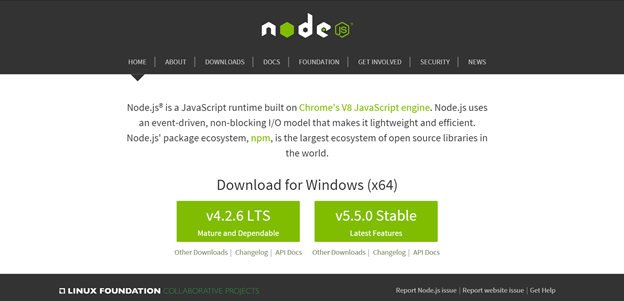 node JS ®
HOME | ABOUT | DOWNLOADS | DOCS | FOUNDATION | GET INVOLVED | SECURITY | NEWS
Node.js® is a JavaScript runtime built on Chrome's V8 JavaScript engine. Node.js uses
an event-driven, non-blocking I/O model that makes it lightweight and efficient.
Node.js' package ecosystem, npm, is the largest ecosystem of open source libraries in
the world.
Download for Windows (x64)
v4.2.6 LTS
Mature and Dependable
v5.5.0 Stable
Latest Features
Other Downloads | Changelog | API Docs
Other Downloads | Changelog | API Docs
LINUX FOUNDATION COLLABORATIVE PROJECTS
Report Node.js issue | Report website issue | Get Help